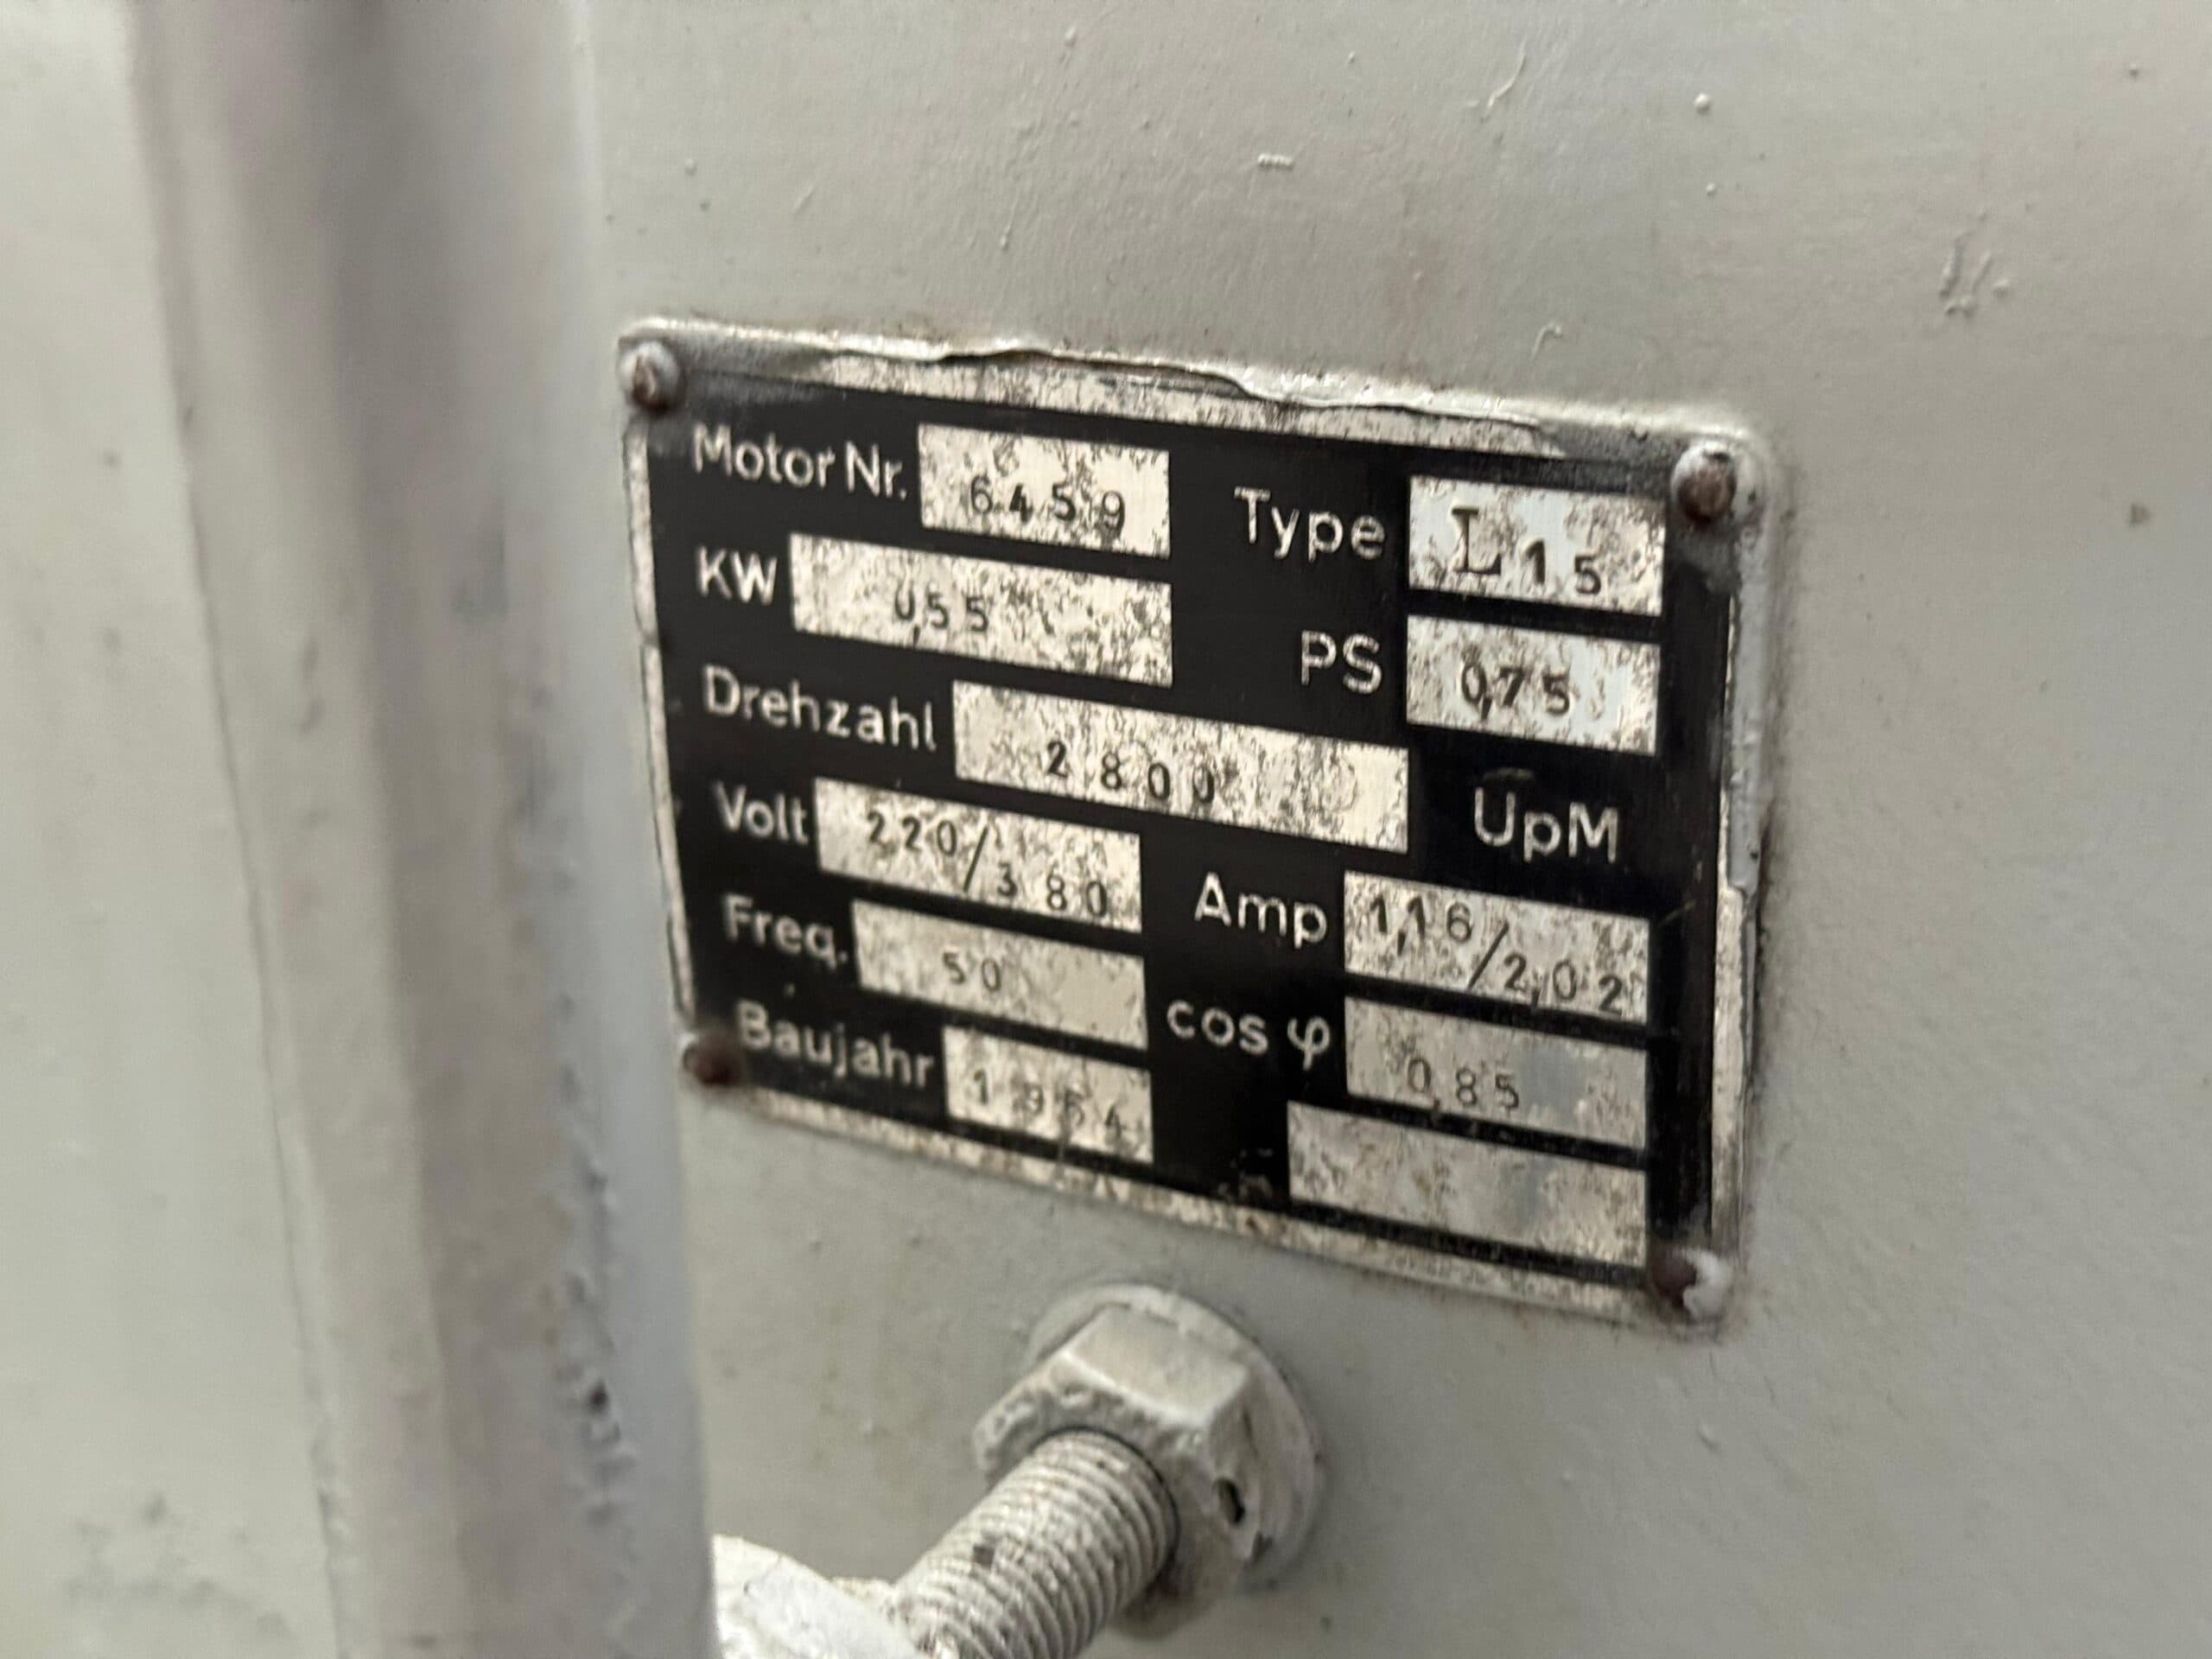 Motor Nr. 6459 Type L15
KW 0,55 PS 0,75
Drehzahl 2800 UpM
Volt 220/380 Amp 1,16/2,02
Freq. 50 cos φ 0,85
Baujahr 1964